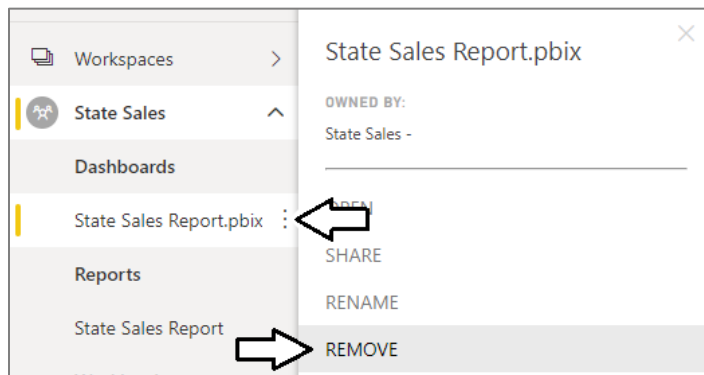 Workspaces
State Sales
Dashboards
State Sales Report.pbix
Reports
State Sales Report
State Sales Report.pbix
OWNED BY:
State Sales -
OPEN
SHARE
RENAME
REMOVE